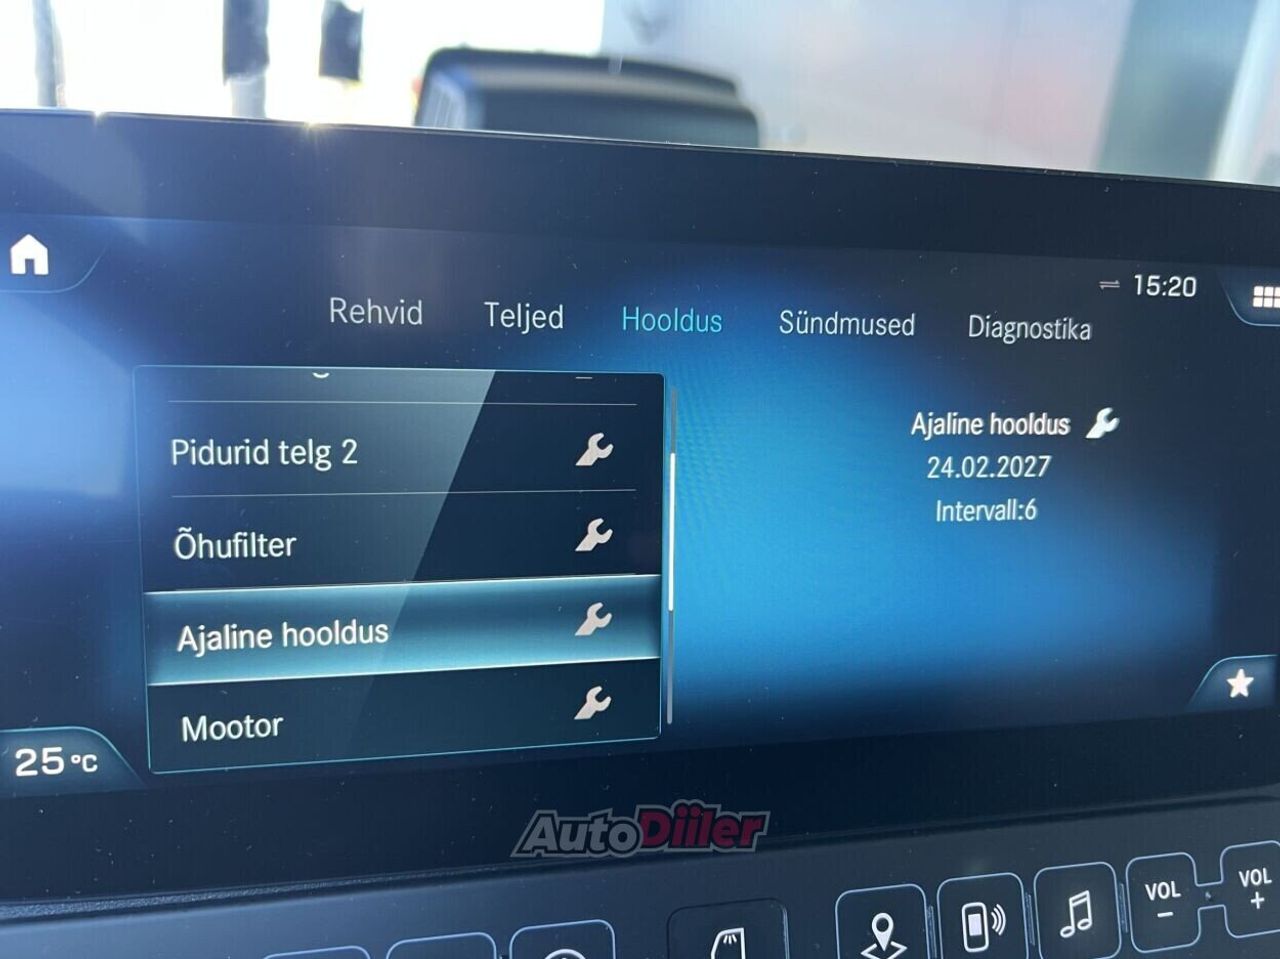 15:20
Rehvid Teljed Hooldus Sündmused Diagnostika
Pidurid telg 2
Õhufilter
Ajaline hooldus
Mootor
Ajaline hooldus
24.02.2027
Intervall:6
25 °C
AutoDiiler
VOL
−
VOL
+